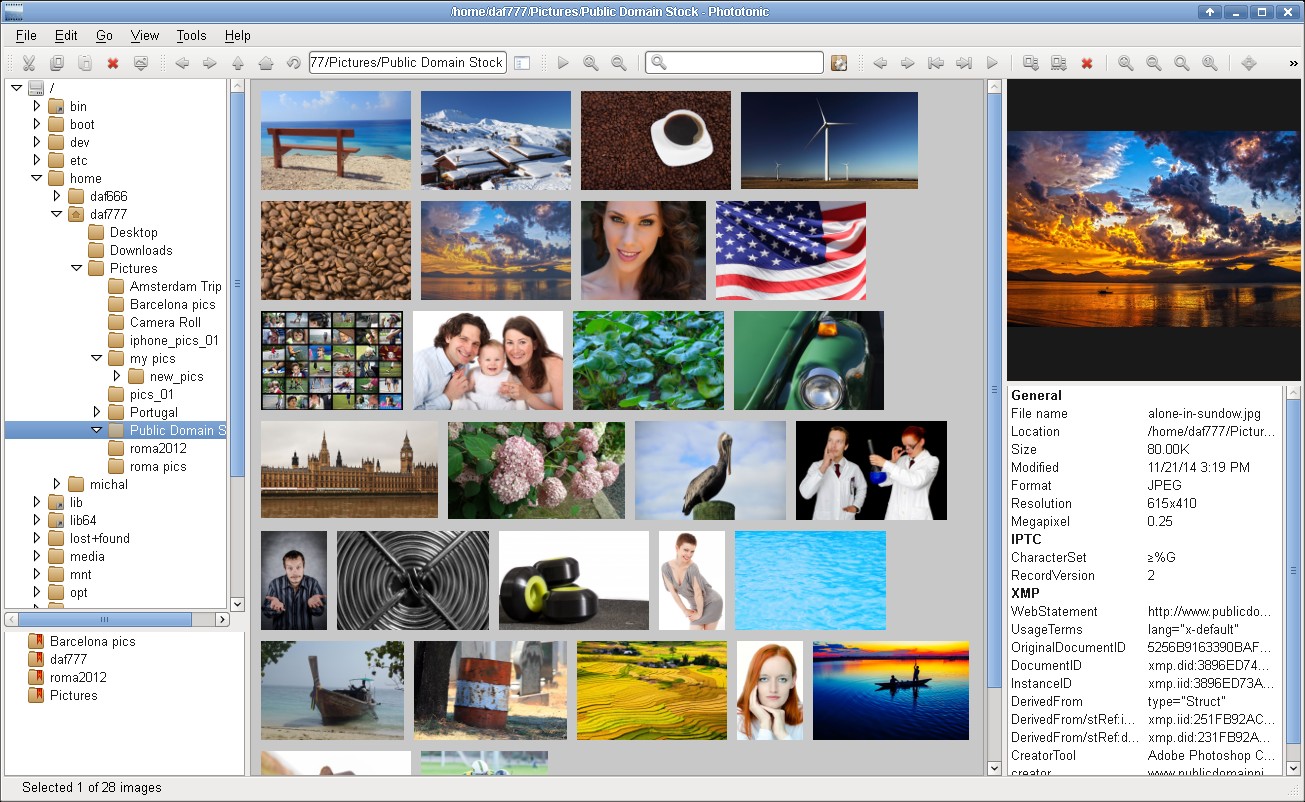 /home/daf777/Pictures/Public Domain Stock - Phototonic
File Edit Go View Tools Help
77/Pictures/Public Domain Stock
»
/
bin
boot
dev
etc
home
daf666
daf777
Desktop
Downloads
Pictures
Amsterdam Trip
Barcelona pics
Camera Roll
iphone_pics_01
my pics
new_pics
pics_01
Portugal
Public Domain S
roma2012
roma pics
michal
lib
lib64
lost+found
media
mnt
opt
Barcelona pics
daf777
roma2012
Pictures
General
File name alone-in-sundow.jpg
Location /home/daf777/Pictur...
Size 80.00K
Modified 11/21/14 3:19 PM
Format JPEG
Resolution 615x410
Megapixel 0.25
IPTC
CharacterSet ≥%G
RecordVersion 2
XMP
WebStatement http://www.publicdo...
UsageTerms lang="x-default"
OriginalDocumentID 5256B9163390BAF...
DocumentID xmp.did:3896ED74...
InstanceID xmp.iid:3896ED73A...
DerivedFrom type="Struct"
DerivedFrom/stRef:i... xmp.iid:251FB92AC...
DerivedFrom/stRef:d... xmp.did:231FB92A...
CreatorTool Adobe Photoshop C...
creator www.publicdomainpi...
Selected 1 of 28 images